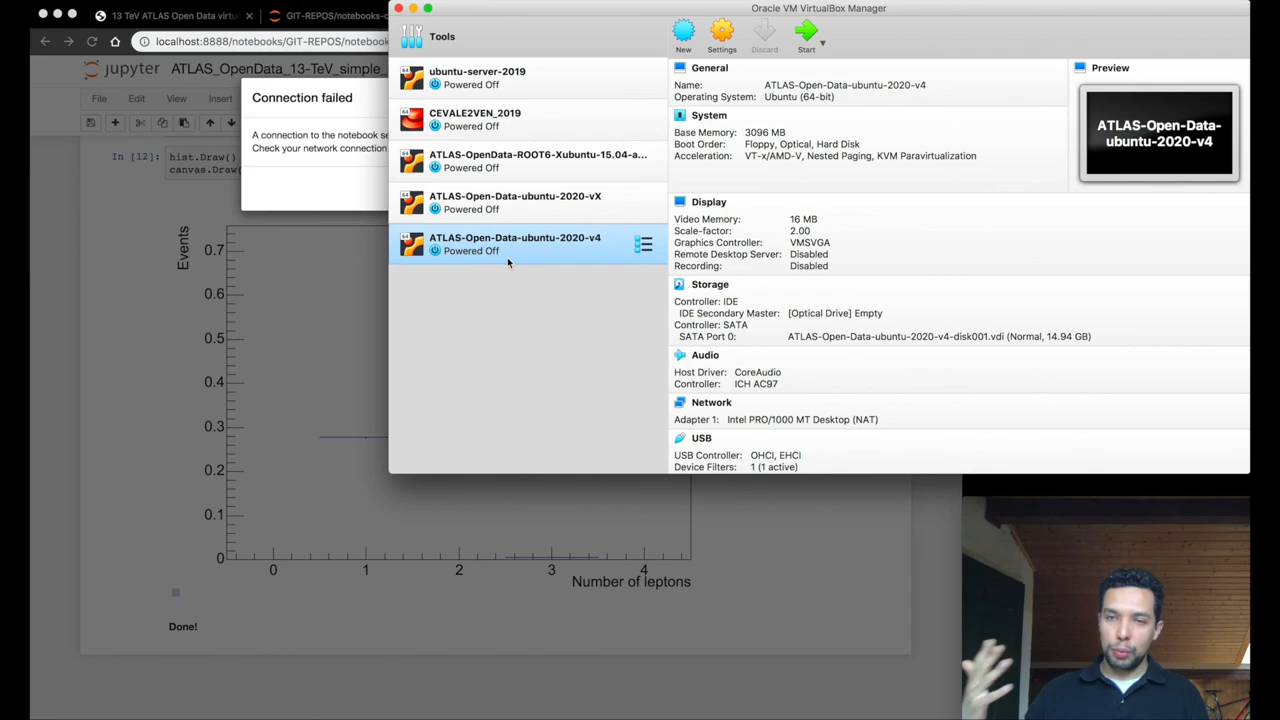 Oracle VM VirtualBox Manager
13 TeV ATLAS Open Data virtu
GIT-REPOS/notebooks-c
localhost:8888/notebooks/GIT-REPOS/notebook
jupyter
ATLAS_OpenData_13-TeV_simple_
File
Edit
View
Insert
Connection failed
A connection to the notebook se
Check your network connection
In [12]:
hist.Draw()
canvas.Draw(
Events
0.7
0.6
0.5
0.4
0.3
0.2
0.1
0
0
1
2
3
4
Number of leptons
Done!
Tools
New
Settings
Discard
Start
ubuntu-server-2019
Powered Off
CEVALE2VEN_2019
Powered Off
ATLAS-OpenData-ROOT6-Xubuntu-15.04-a...
Powered Off
ATLAS-Open-Data-ubuntu-2020-vX
Powered Off
ATLAS-Open-Data-ubuntu-2020-v4
Powered Off
General
Name: ATLAS-Open-Data-ubuntu-2020-v4
Operating System: Ubuntu (64-bit)
System
Base Memory: 3096 MB
Boot Order: Floppy, Optical, Hard Disk
Acceleration: VT-x/AMD-V, Nested Paging, KVM Paravirtualization
Display
Video Memory: 16 MB
Scale-factor: 2.00
Graphics Controller: VMSVGA
Remote Desktop Server: Disabled
Recording: Disabled
Storage
Controller: IDE
IDE Secondary Master: [Optical Drive] Empty
Controller: SATA
SATA Port 0: ATLAS-Open-Data-ubuntu-2020-v4-disk001.vdi (Normal, 14.94 GB)
Audio
Host Driver: CoreAudio
Controller: ICH AC97
Network
Adapter 1: Intel PRO/1000 MT Desktop (NAT)
USB
USB Controller: OHCI, EHCI
Device Filters: 1 (1 active)
Preview
ATLAS-Open-Data-
ubuntu-2020-v4